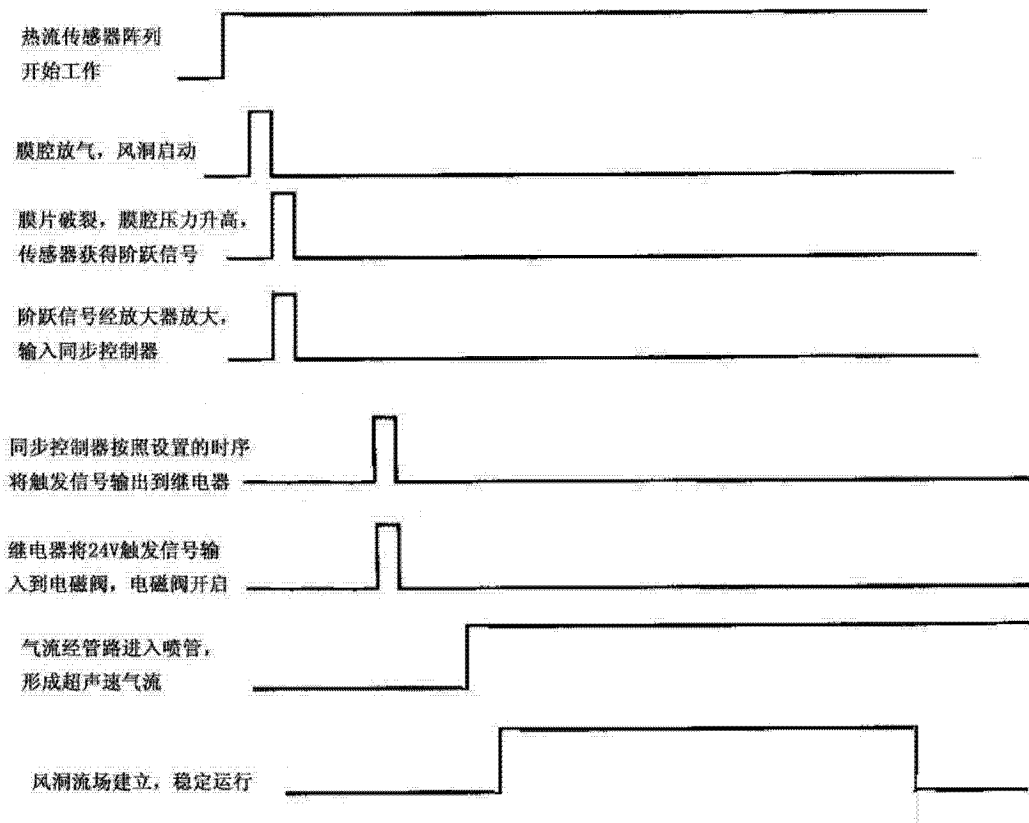 热流传感器阵列
开始工作
膜腔放气，风洞启动
膜片破裂，膜腔压力升高，
传感器获得阶跃信号
阶跃信号经放大器放大，
输入同步控制器
同步控制器按照设置的时序
将触发信号输出到继电器
继电器将24V触发信号输
入到电磁阀，电磁阀开启
气流经管路进入喷管，
形成超声速气流
风洞流场建立，稳定运行